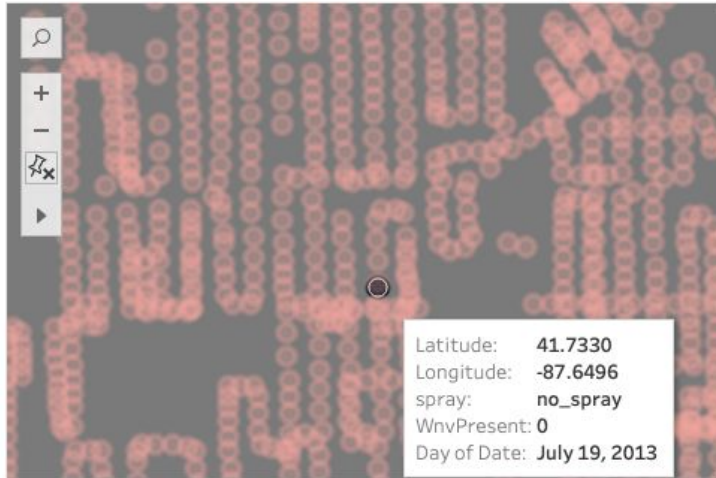 Latitude: 41.7330
Longitude: -87.6496
spray: no_spray
WnvPresent: 0
Day of Date: July 19, 2013